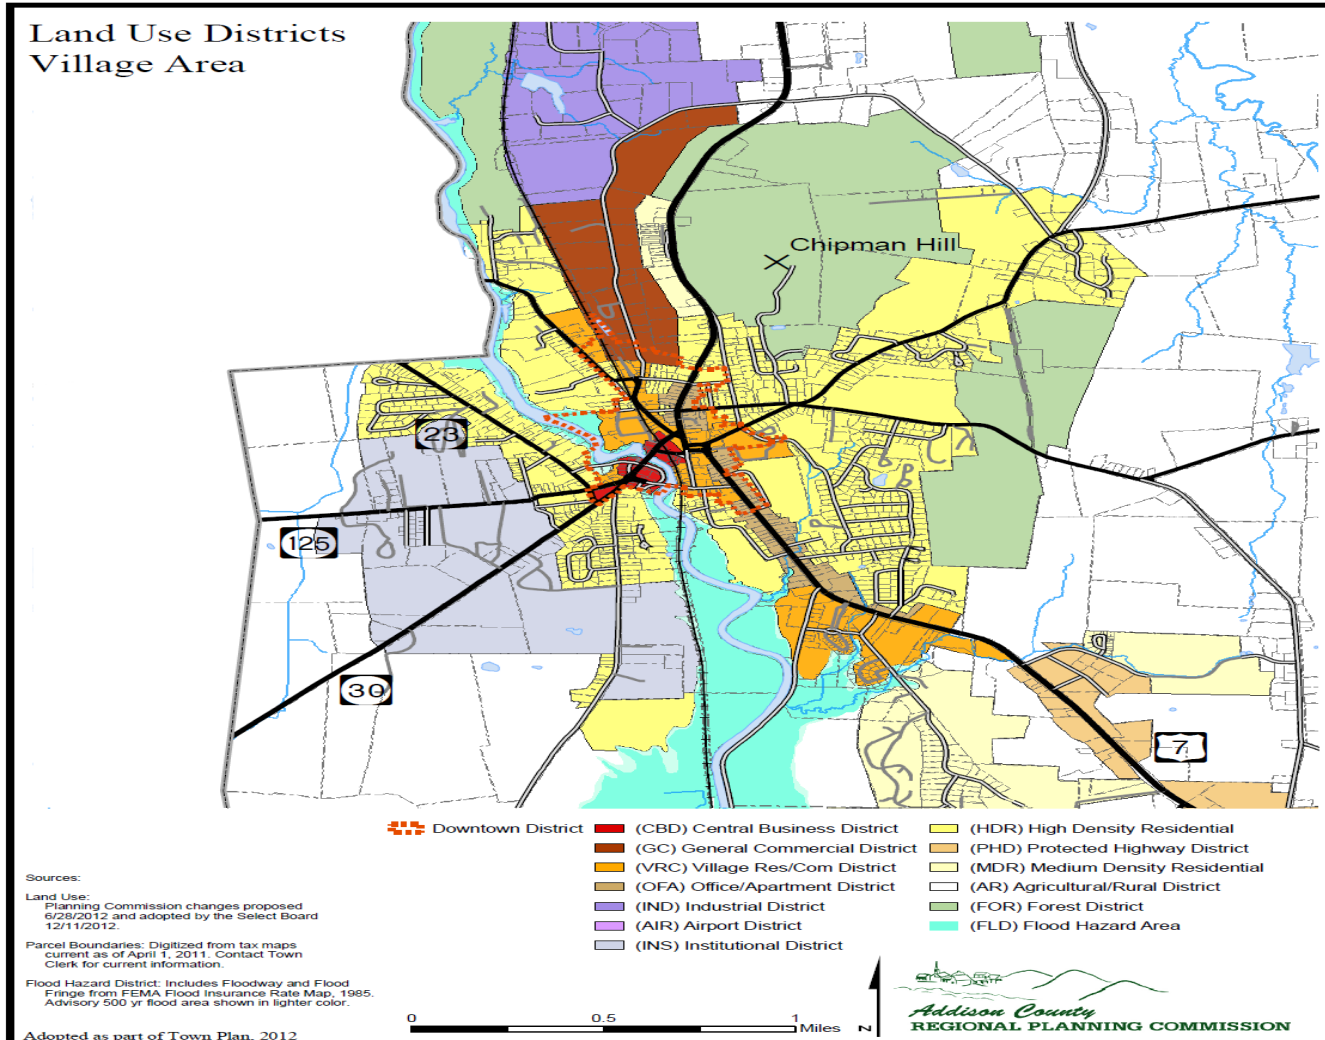 Land Use Districts
Village Area
Chipman Hill
23
125
30
7
Downtown District
(CBD) Central Business District
(GC) General Commercial District
(VRC) Village Res/Com District
(OFA) Office/Apartment District
(IND) Industrial District
(AIR) Airport District
(INS) Institutional District
(HDR) High Density Residential
(PHD) Protected Highway District
(MDR) Medium Density Residential
(AR) Agricultural/Rural District
(FOR) Forest District
(FLD) Flood Hazard Area
Sources:
Land Use:
Planning Commission changes proposed
6/28/2012 and adopted by the Select Board
12/11/2012.
Parcel Boundaries: Digitized from tax maps
current as of April 1, 2011. Contact Town
Clerk for current information.
Flood Hazard District: Includes Floodway and Flood
Fringe from FEMA Flood Insurance Rate Map, 1985.
Advisory 500 yr flood area shown in lighter color.
Adopted as part of Town Plan, 2012
0 0.5 1
Miles
N
Addison County
REGIONAL PLANNING COMMISSION